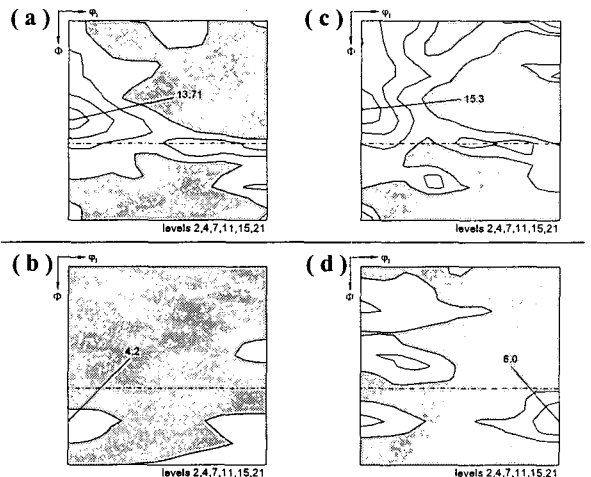 (a) φ₁
Φ
13.71
levels 2,4,7,11,15,21
(c) φ₁
Φ
15.3
levels 2,4,7,11,15,21
(b) φ₁
Φ
4.2
levels 2,4,7,11,15,21
(d) φ₁
Φ
6.0
levels 2,4,7,11,15,21